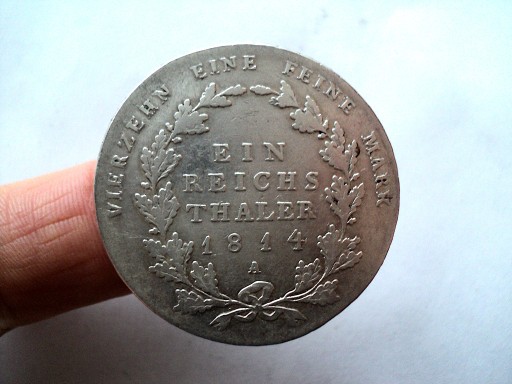 VIERZEHN EINE FEINE MARK
EIN
REICHS
THALER
1814
A